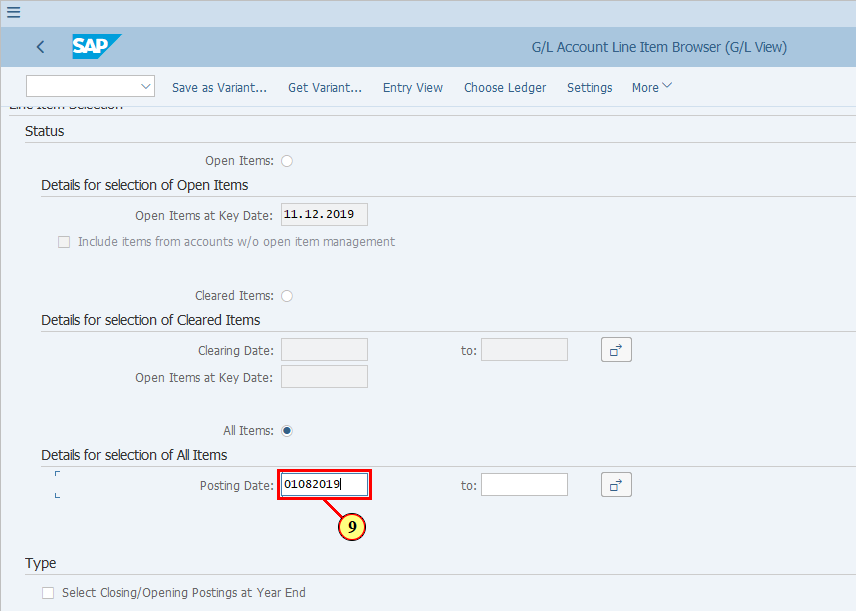 SAP
G/L Account Line Item Browser (G/L View)
Save as Variant... Get Variant... Entry View Choose Ledger Settings More
Line Item Selection
Status
Open Items:
Details for selection of Open Items
Open Items at Key Date: 11.12.2019
Include items from accounts w/o open item management
Cleared Items:
Details for selection of Cleared Items
Clearing Date: to:
Open Items at Key Date:
All Items:
Details for selection of All Items
Posting Date: 01082019 to:
9
Type
Select Closing/Opening Postings at Year End